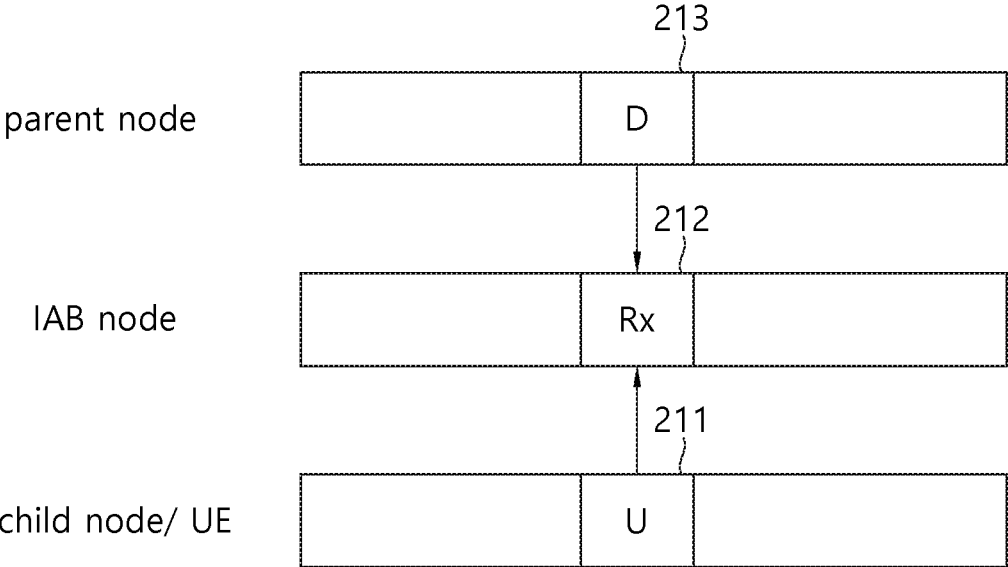 213
parent node
D
212
IAB node
Rx
211
child node/ UE
U